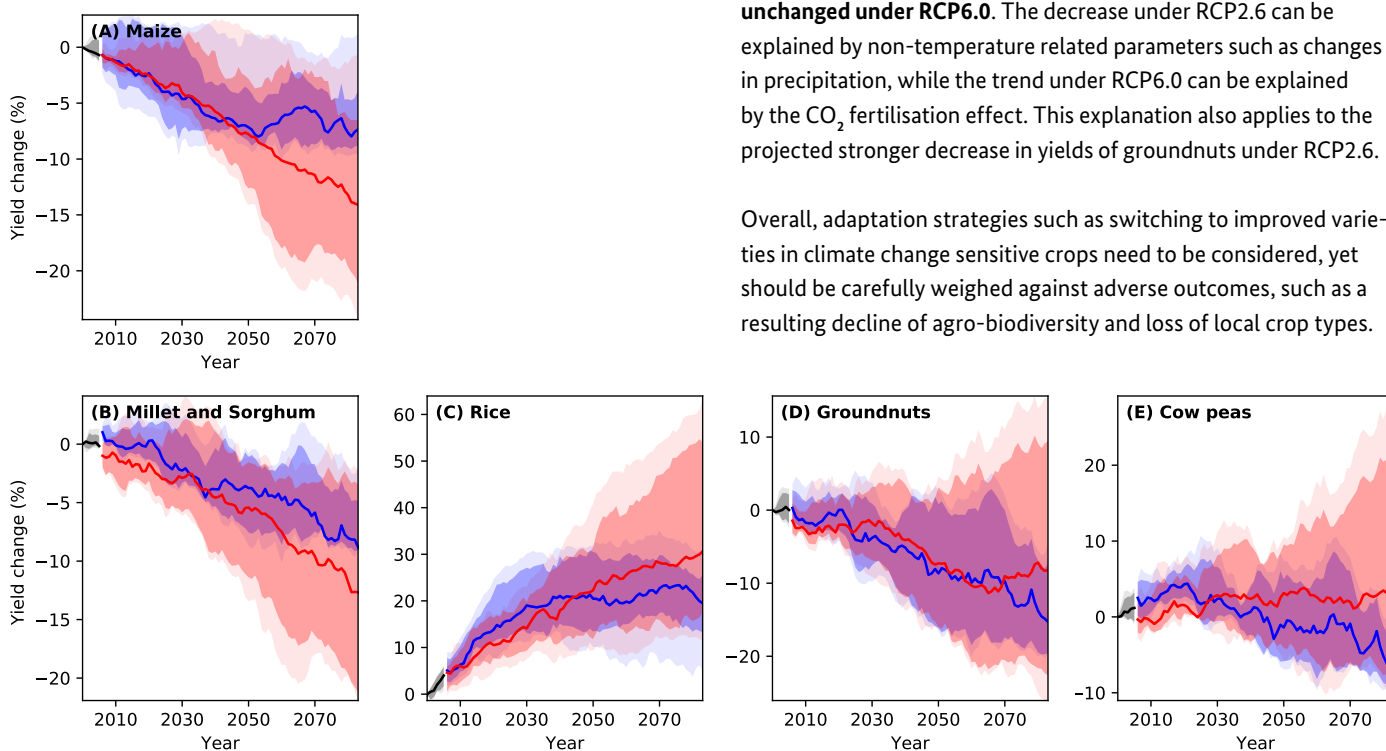 unchanged under RCP6.0. The decrease under RCP2.6 can be
explained by non-temperature related parameters such as changes
in precipitation, while the trend under RCP6.0 can be explained
by the CO₂ fertilisation effect. This explanation also applies to the
projected stronger decrease in yields of groundnuts under RCP2.6.
Overall, adaptation strategies such as switching to improved varie-
ties in climate change sensitive crops need to be considered, yet
should be carefully weighed against adverse outcomes, such as a
resulting decline of agro-biodiversity and loss of local crop types.
(A) Maize
Yield change (%)
0
−5
−10
−15
−20
2010 2030 2050 2070
Year
(B) Millet and Sorghum
Yield change (%)
0
−5
−10
−15
−20
2010 2030 2050 2070
Year
(C) Rice
60
50
40
30
20
10
0
2010 2030 2050 2070
Year
(D) Groundnuts
10
0
−10
−20
2010 2030 2050 2070
Year
(E) Cow peas
20
10
0
−10
2010 2030 2050 2070
Year